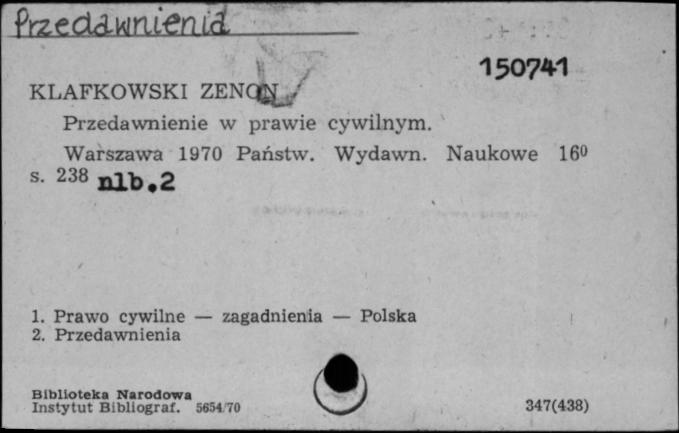 Przedawnienia
150741
KLAFKOWSKI ZENON
Przedawnienie w prawie cywilnym.
Warszawa 1970 Państw. Wydawn. Naukowe 16⁰
s. 238 nlb.2
1. Prawo cywilne — zagadnienia — Polska
2. Przedawnienia
Biblioteka Narodowa
Instytut Bibliograf. 5654/70
347(438)